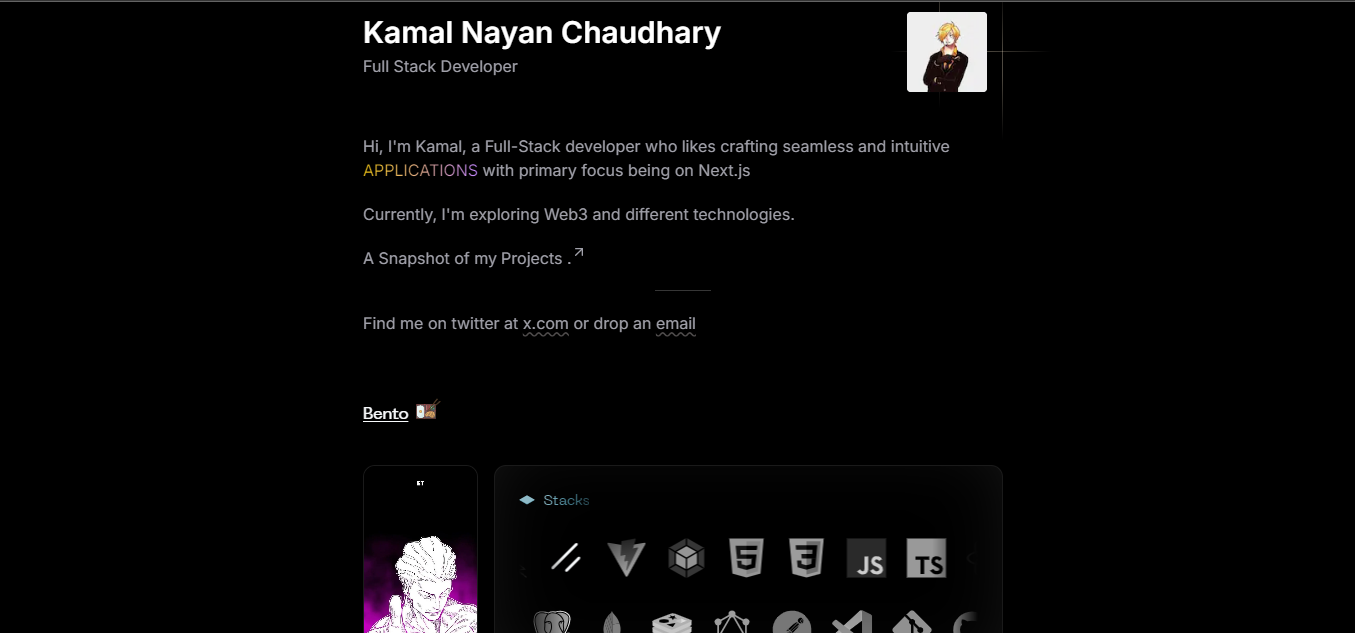 Kamal Nayan Chaudhary
Full Stack Developer
Hi, I'm Kamal, a Full-Stack developer who likes crafting seamless and intuitive
APPLICATIONS with primary focus being on Next.js
Currently, I'm exploring Web3 and different technologies.
A Snapshot of my Projects .
Find me on twitter at x.com or drop an email
Bento
Stacks
5
3
JS
TS